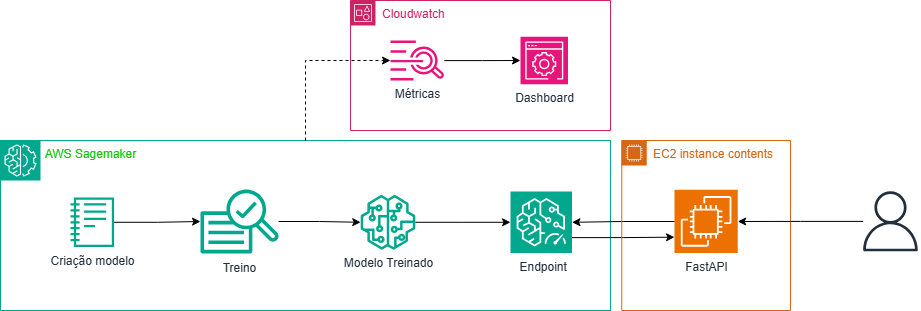 Cloudwatch
Métricas
Dashboard
AWS Sagemaker
EC2 instance contents
Criação modelo
Treino
Modelo Treinado
Endpoint
FastAPI